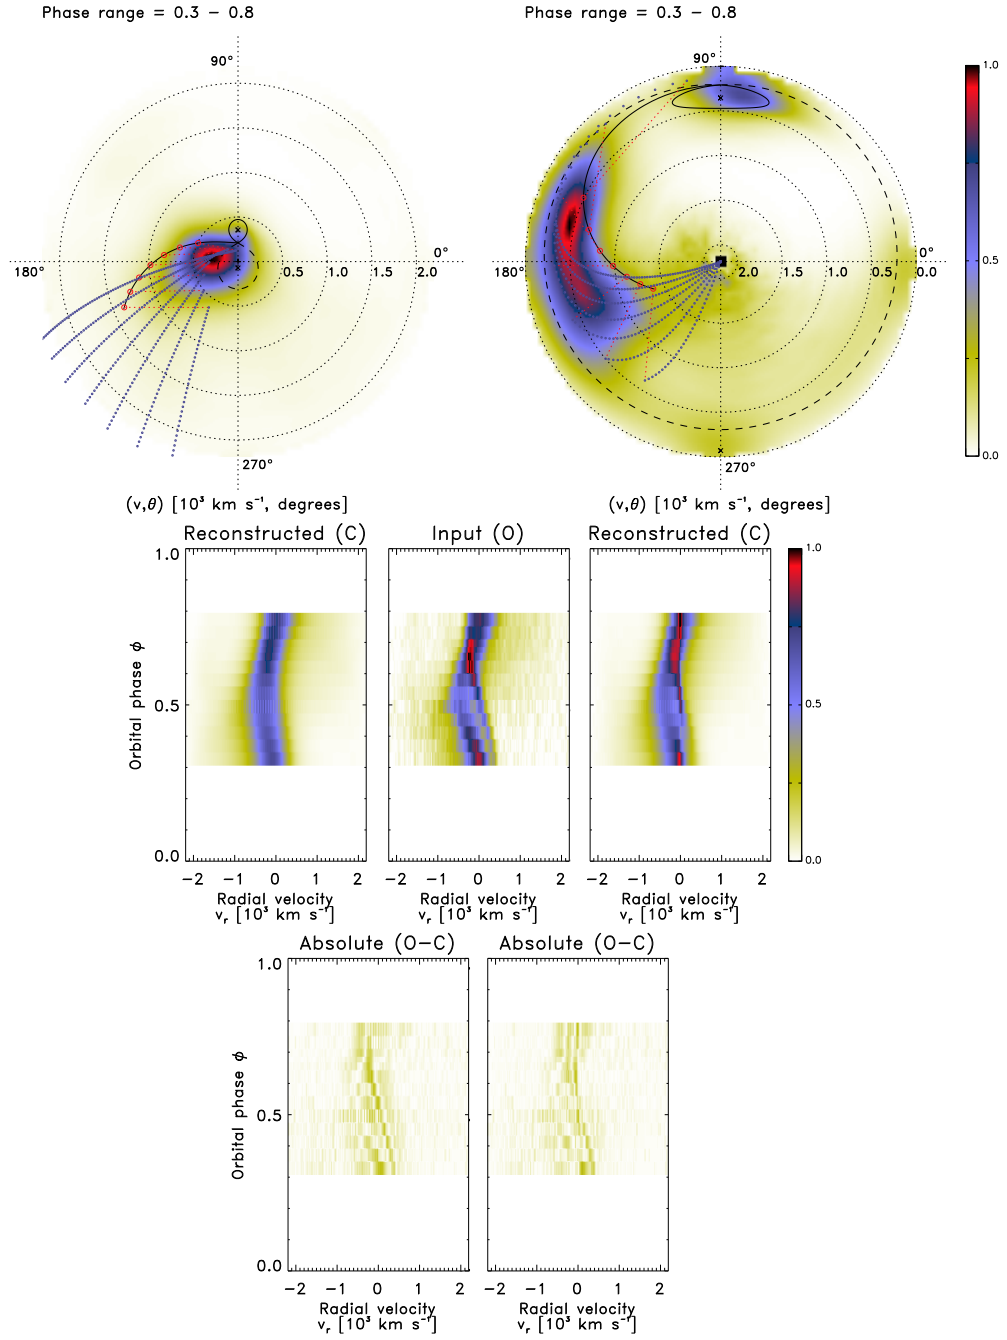 Phase range = 0.3 – 0.8
Phase range = 0.3 – 0.8
90°
90°
1.0
180°
0.5
1.0
1.5
2.0
0°
180°
2.0
1.5
1.0
0.5
0.0
0°
0.5
270°
270°
0.0
(v,θ) [10³ km s⁻¹, degrees]
(v,θ) [10³ km s⁻¹, degrees]
Reconstructed (C)
Input (O)
Reconstructed (C)
1.0
0.5
0.0
Orbital phase ϕ
1.0
0.5
0.0
−2 −1 0 1 2
−2 −1 0 1 2
−2 −1 0 1 2
Radial velocity
vᵣ [10³ km s⁻¹]
Radial velocity
vᵣ [10³ km s⁻¹]
Radial velocity
vᵣ [10³ km s⁻¹]
Absolute (O−C)
Absolute (O−C)
1.0
0.5
0.0
Orbital phase ϕ
−2 −1 0 1 2
−2 −1 0 1 2
Radial velocity
vᵣ [10³ km s⁻¹]
Radial velocity
vᵣ [10³ km s⁻¹]